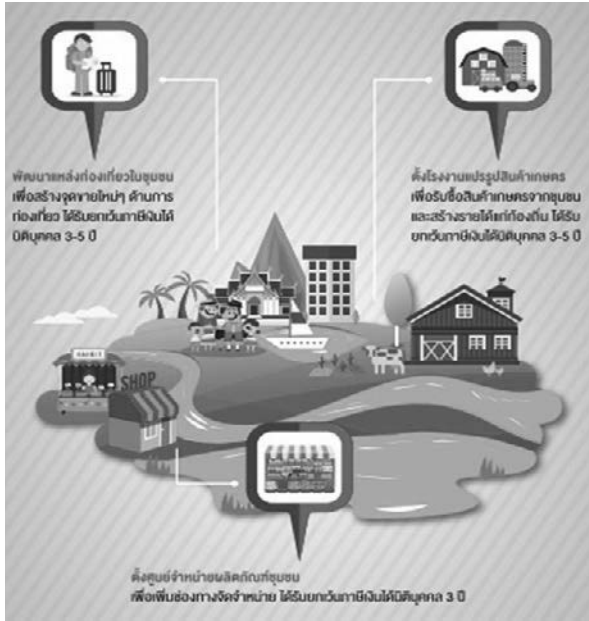 พัฒนาแหล่งท่องเที่ยวในชุมชน
เพื่อสร้างจุดขายใหม่ๆ ด้านการ
ท่องเที่ยว ได้รับยกเว้นภาษีเงินได้
นิติบุคคล 3-5 ปี
ตั้งโรงงานแปรรูปสินค้าเกษตร
เพื่อรับซื้อสินค้าเกษตรจากชุมชน
และสร้างรายได้แก่ท้องถิ่น ได้รับ
ยกเว้นภาษีเงินได้นิติบุคคล 3-5 ปี
SHOP
ตั้งศูนย์จำหน่ายผลิตภัณฑ์ชุมชน
เพื่อเพิ่มช่องทางจัดจำหน่าย ได้รับยกเว้นภาษีเงินได้นิติบุคคล 3 ปี